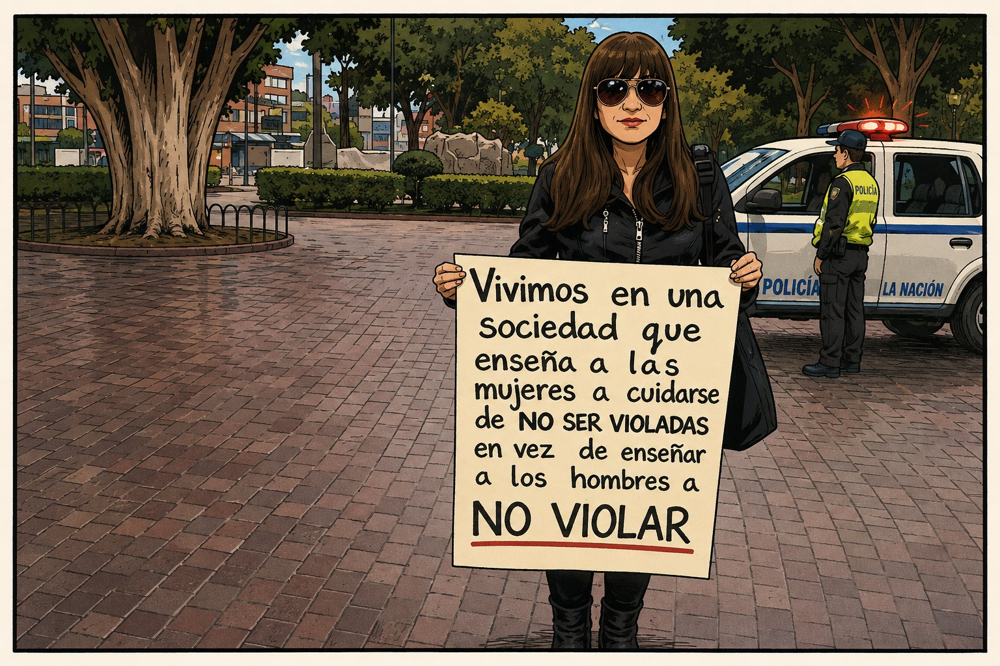 Vivimos en una
sociedad que
enseña a las
mujeres a cuidarse
de NO SER VIOLADAS
en vez de enseñar
a los hombres a
NO VIOLAR
POLICÍA
POLICÍA
LA NACIÓN